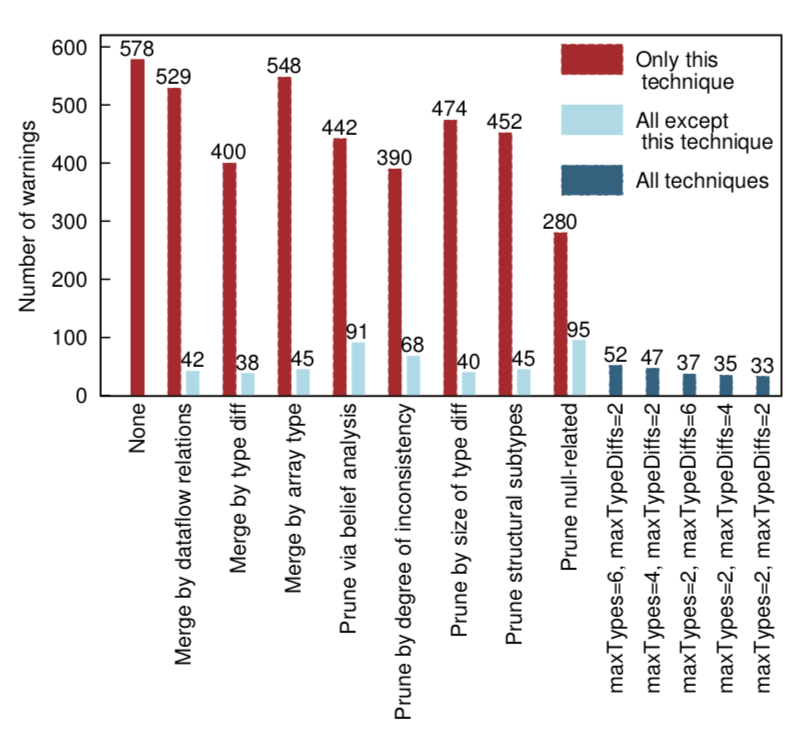 Number of warnings
600
500
400
300
200
100
0
578
529
42
400
38
548
45
442
91
390
68
474
40
452
45
280
95
52
47
37
35
33
Only this
technique
All except
this technique
All techniques
None
Merge by dataflow relations
Merge by type diff
Merge by array type
Prune via belief analysis
Prune by degree of inconsistency
Prune by size of type diff
Prune structural subtypes
Prune null-related
maxTypes=6, maxTypeDiffs=2
maxTypes=4, maxTypeDiffs=2
maxTypes=2, maxTypeDiffs=6
maxTypes=2, maxTypeDiffs=4
maxTypes=2, maxTypeDiffs=2